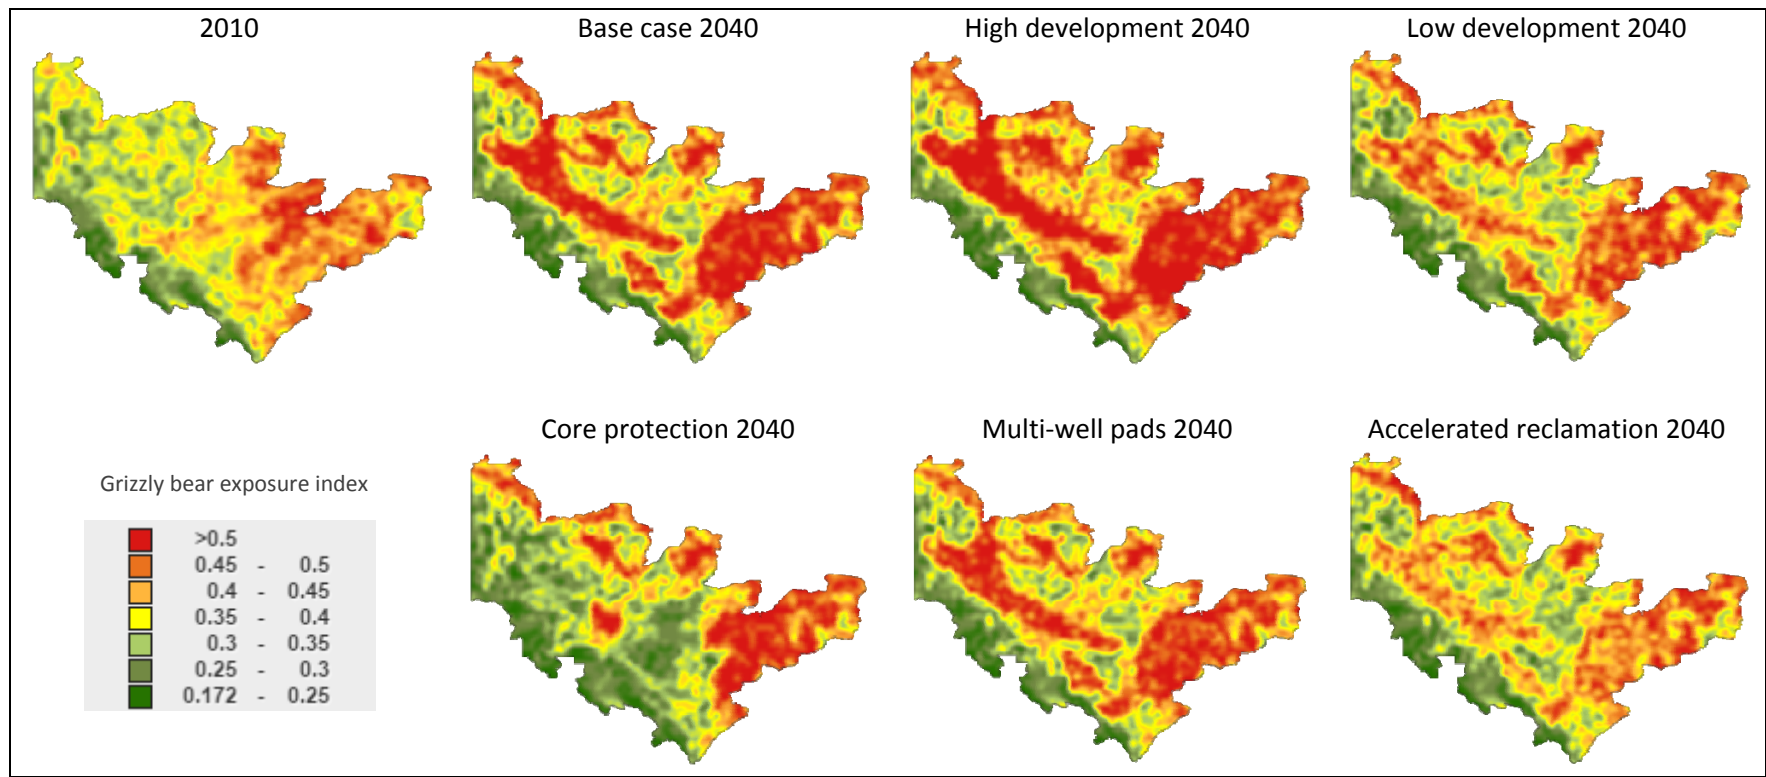 2010
Base case 2040
High development 2040
Low development 2040
Core protection 2040
Multi-well pads 2040
Accelerated reclamation 2040
Grizzly bear exposure index
>0.5
0.45 - 0.5
0.4 - 0.45
0.35 - 0.4
0.3 - 0.35
0.25 - 0.3
0.172 - 0.25